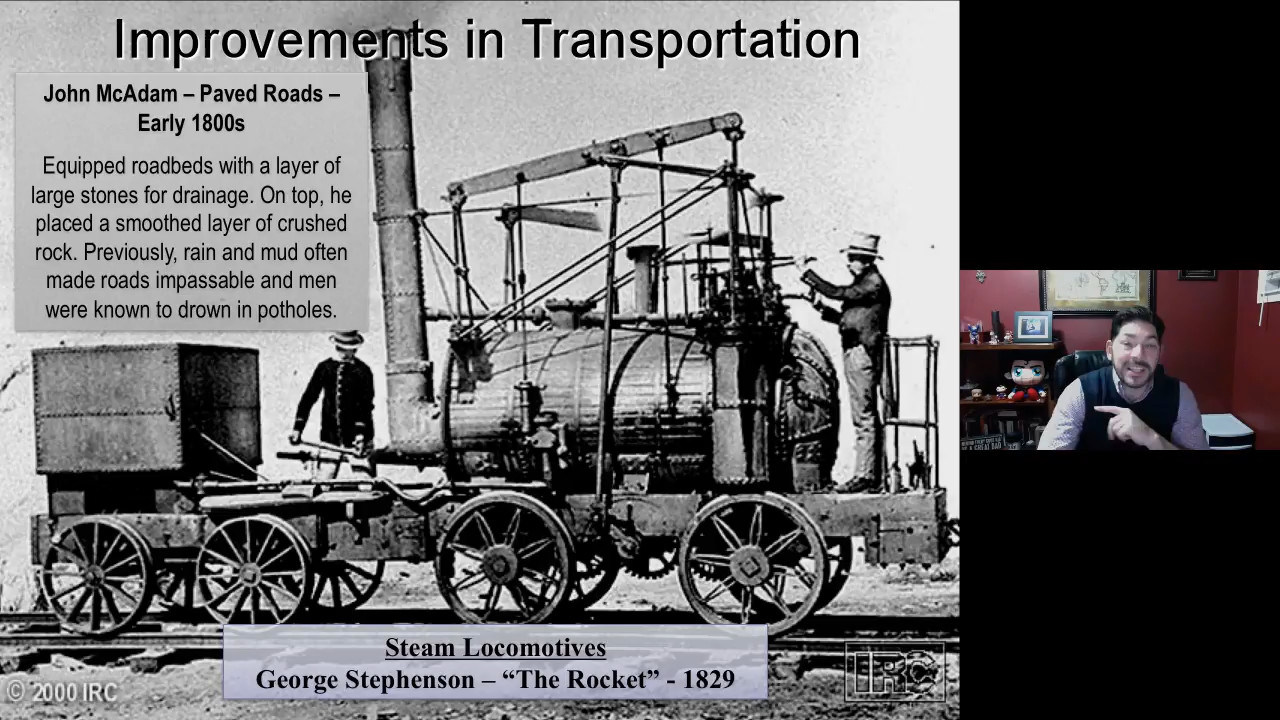 Improvements in Transportation
John McAdam – Paved Roads –
Early 1800s
Equipped roadbeds with a layer of
large stones for drainage. On top, he
placed a smoothed layer of crushed
rock. Previously, rain and mud often
made roads impassable and men
were known to drown in potholes.
Steam Locomotives
George Stephenson – “The Rocket” - 1829
© 2000 IRC
IRC